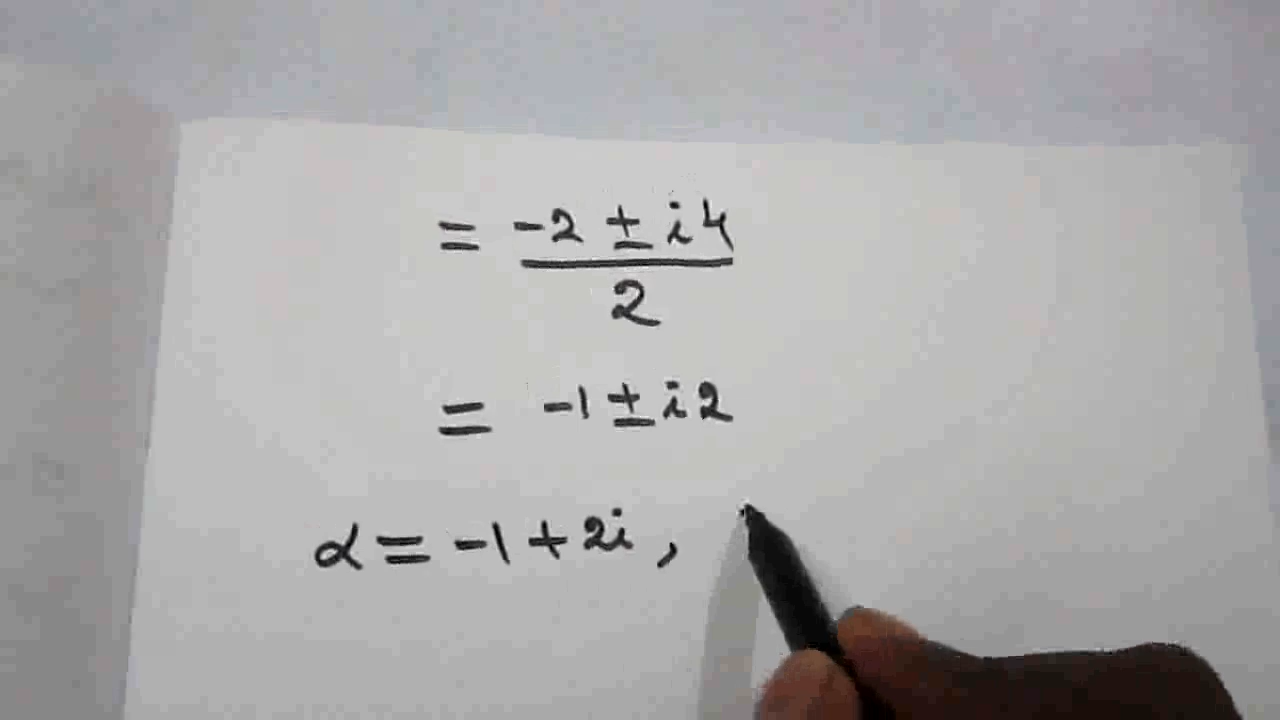 = -2 ± i4
2
= -1 ± i2
α = -1 + 2i ,